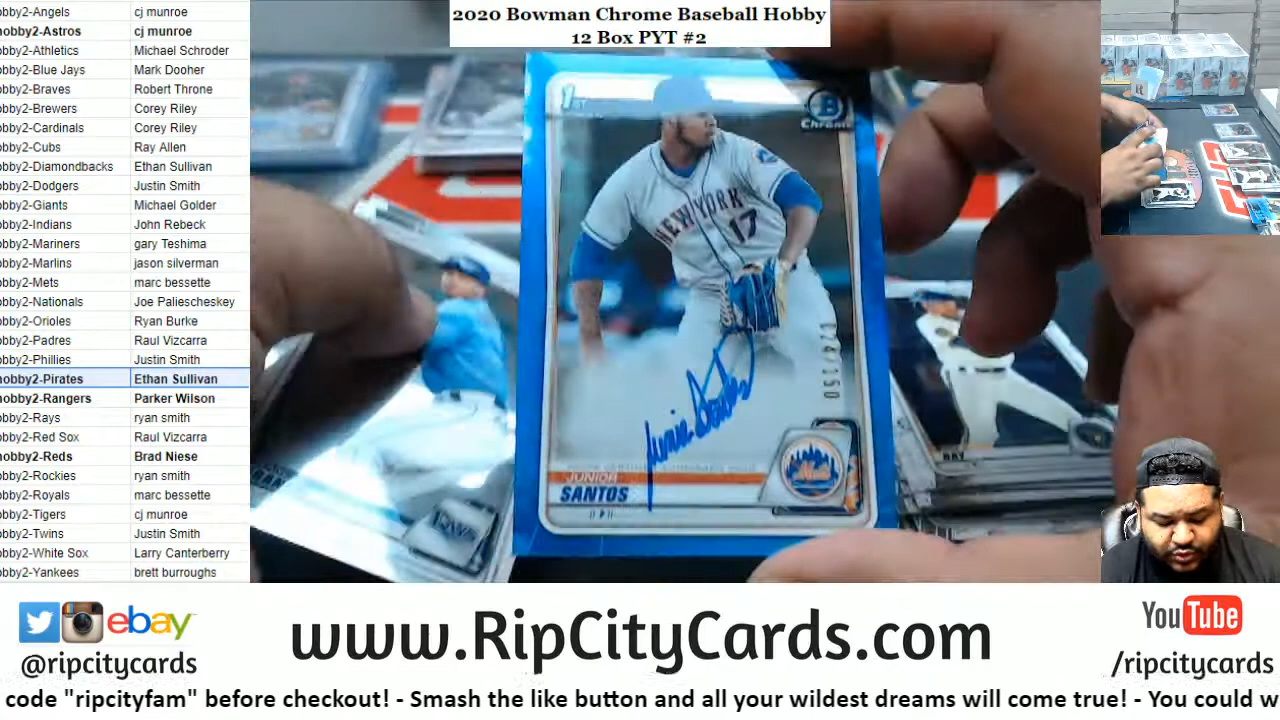 2020 Bowman Chrome Baseball Hobby
12 Box PYT #2
obby2-Angels cj munroe
hobby2-Astros cj munroe
obby2-Athletics Michael Schroder
obby2-Blue Jays Mark Dooher
obby2-Braves Robert Throne
obby2-Brewers Corey Riley
obby2-Cardinals Corey Riley
obby2-Cubs Ray Allen
obby2-Diamondbacks Ethan Sullivan
obby2-Dodgers Justin Smith
obby2-Giants Michael Golder
obby2-Indians John Rebeck
obby2-Mariners gary Teshima
obby2-Marlins jason silverman
obby2-Mets marc bessette
obby2-Nationals Joe Paliescheskey
obby2-Orioles Ryan Burke
obby2-Padres Raul Vizcarra
obby2-Phillies Justin Smith
hobby2-Pirates Ethan Sullivan
hobby2-Rangers Parker Wilson
obby2-Rays ryan smith
obby2-Red Sox Raul Vizcarra
hobby2-Reds Brad Niese
obby2-Rockies ryan smith
obby2-Royals marc bessette
obby2-Tigers cj munroe
obby2-Twins Justin Smith
obby2-White Sox Larry Canterbery
obby2-Yankees brett burroughs
1ST
B
Chrome
NEW YORK
17
Junior Santos
JUNIOR
SANTOS
Mets
ebay
@ripcitycards
www.RipCityCards.com
YouTube
/ripcitycards
code "ripcityfam" before checkout! - Smash the like button and all your wildest dreams will come true! - You could w